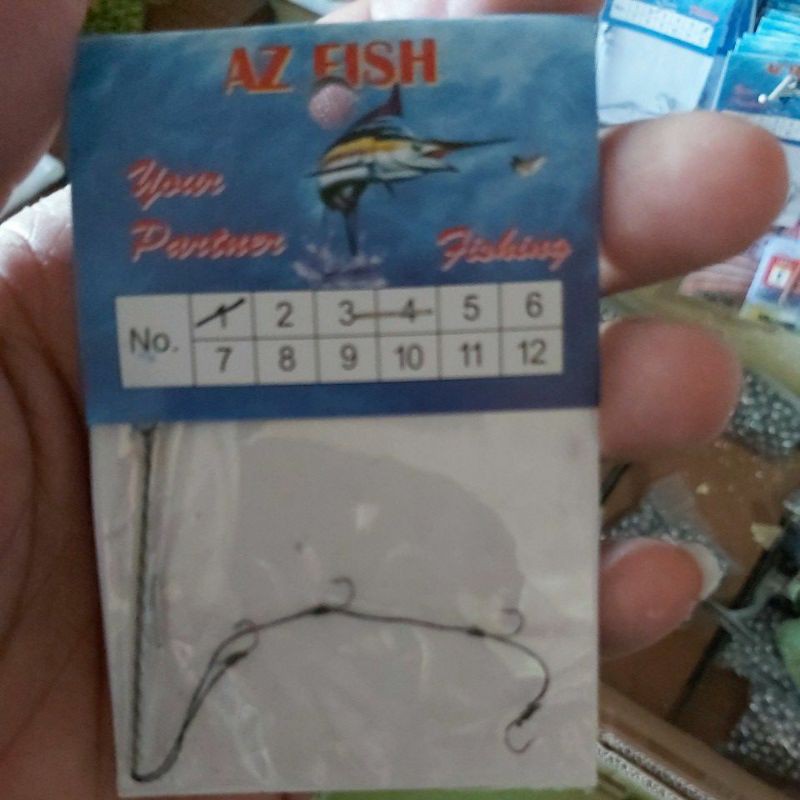 AZ FISH
Your
Partner Fishing
No. 1 2 3 4 5 6
7 8 9 10 11 12